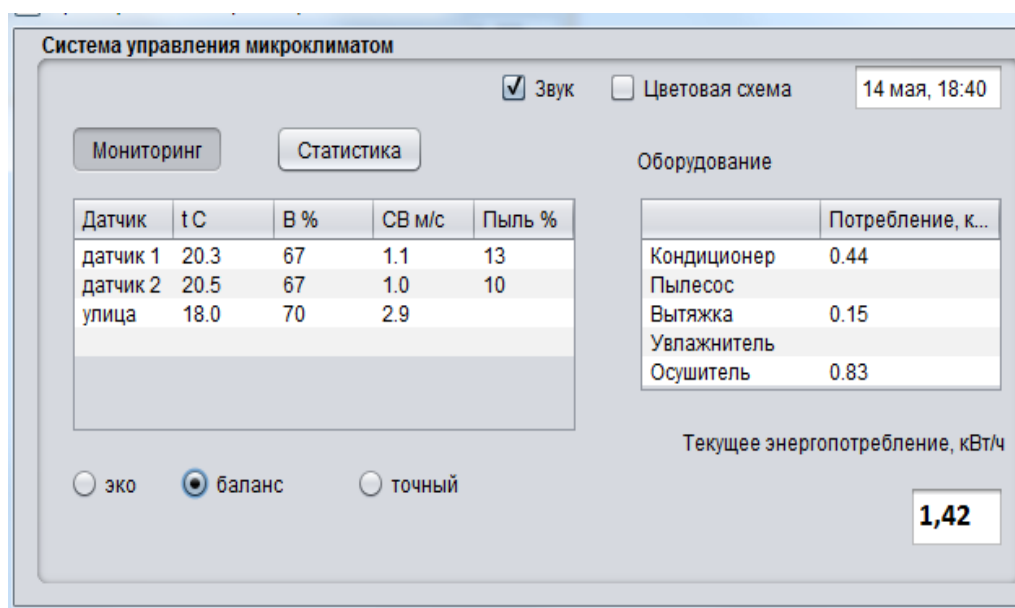 Система управления микроклиматом
Звук Цветовая схема 14 мая, 18:40
Мониторинг Статистика
Оборудование
Датчик t C В % СВ м/с Пыль %
датчик 1 20.3 67 1.1 13
датчик 2 20.5 67 1.0 10
улица 18.0 70 2.9
Потребление, к...
Кондиционер 0.44
Пылесос
Вытяжка 0.15
Увлажнитель
Осушитель 0.83
Текущее энергопотребление, кВт/ч
эко баланс точный
1,42